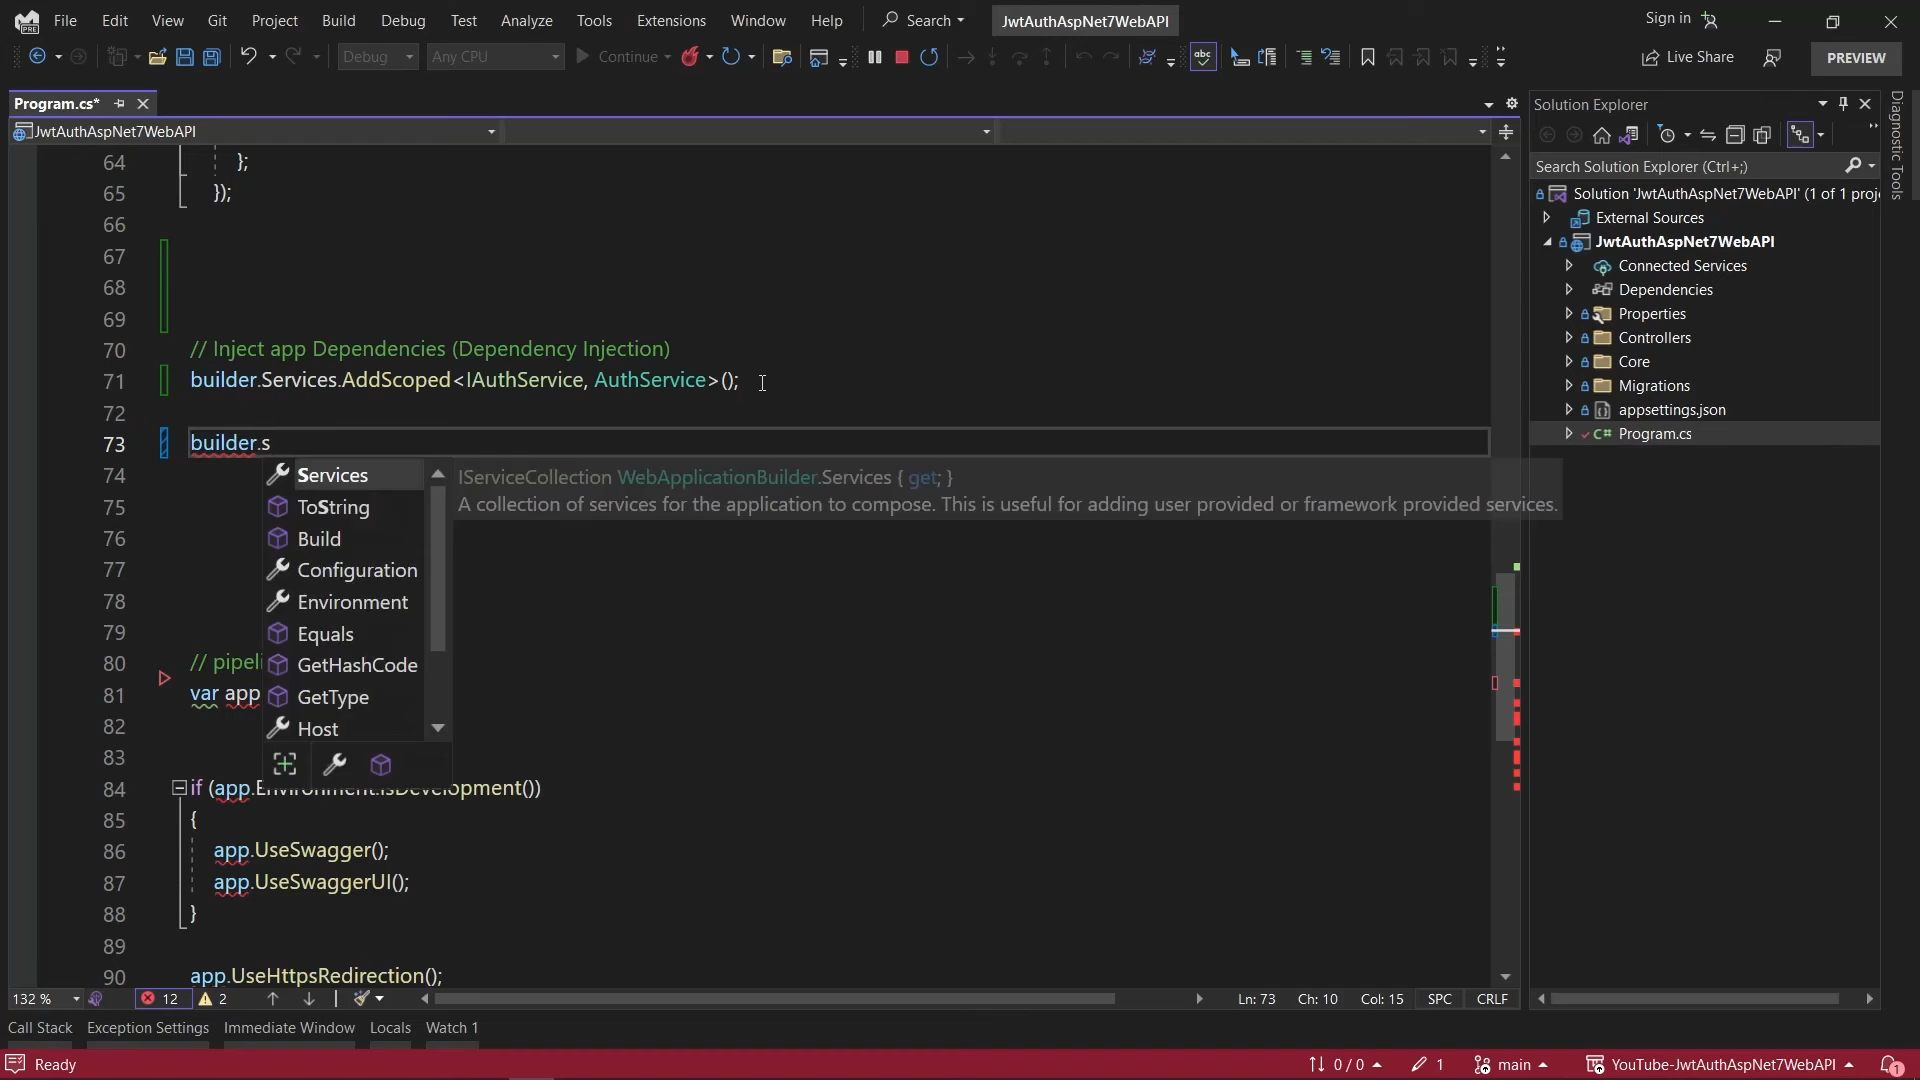 File Edit View Git Project Build Debug Test Analyze Tools Extensions Window Help Search JwtAuthAspNet7WebAPI Sign in
PRE
Debug Any CPU Continue abc Live Share PREVIEW
Program.cs*
JwtAuthAspNet7WebAPI
64 };
65 });
66
67
68
69
70 // Inject app Dependencies (Dependency Injection)
71 builder.Services.AddScoped<IAuthService, AuthService>();
72
73 builder.s
74
75
76
77
78
79
80 // pipeli
81 var app
82
83
84 if (app.Environment.IsDevelopment())
85 {
86 app.UseSwagger();
87 app.UseSwaggerUI();
88 }
89
90 app.UseHttpsRedirection();
Services
ToString
Build
Configuration
Environment
Equals
GetHashCode
GetType
Host
IServiceCollection WebApplicationBuilder.Services { get; }
A collection of services for the application to compose. This is useful for adding user provided or framework provided services.
Solution Explorer
Search Solution Explorer (Ctrl+;)
Solution 'JwtAuthAspNet7WebAPI' (1 of 1 proje
External Sources
JwtAuthAspNet7WebAPI
Connected Services
Dependencies
Properties
Controllers
Core
Migrations
appsettings.json
C# Program.cs
Diagnostic Tools
132 % 12 2 Ln: 73 Ch: 10 Col: 15 SPC CRLF
Call Stack Exception Settings Immediate Window Locals Watch 1
Ready 0 / 0 1 main YouTube-JwtAuthAspNet7WebAPI 1